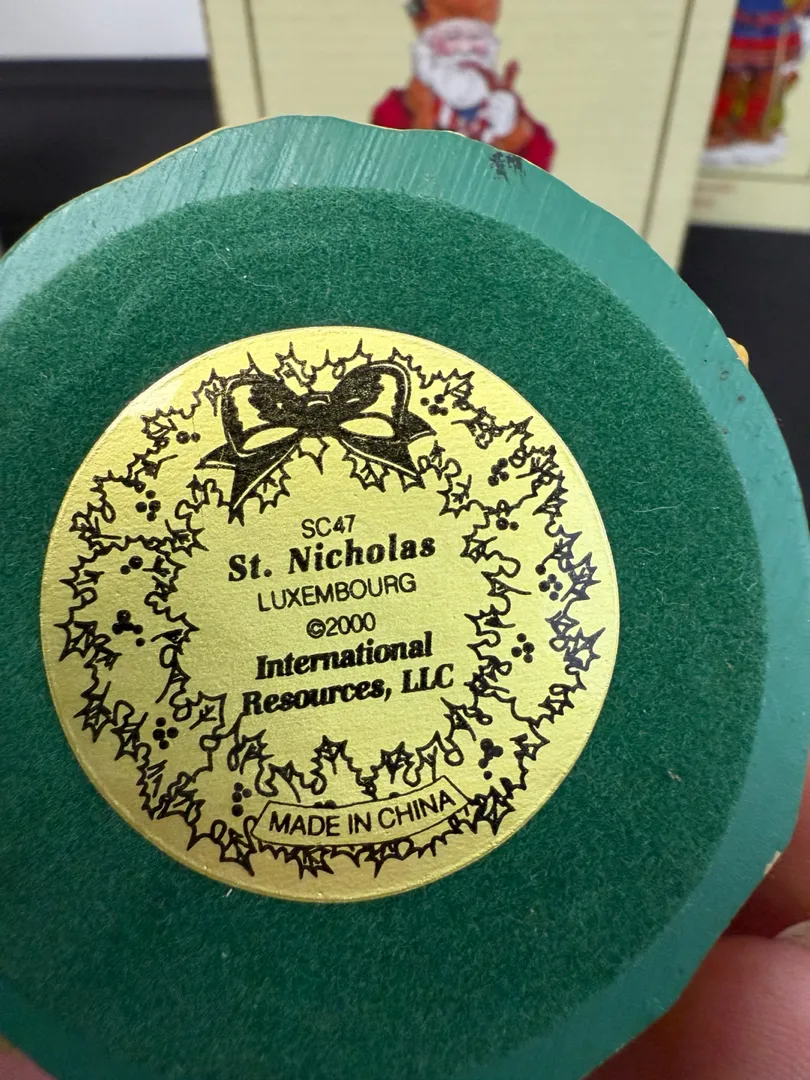 SC47
St. Nicholas
LUXEMBOURG
©2000
International
Resources, LLC
MADE IN CHINA